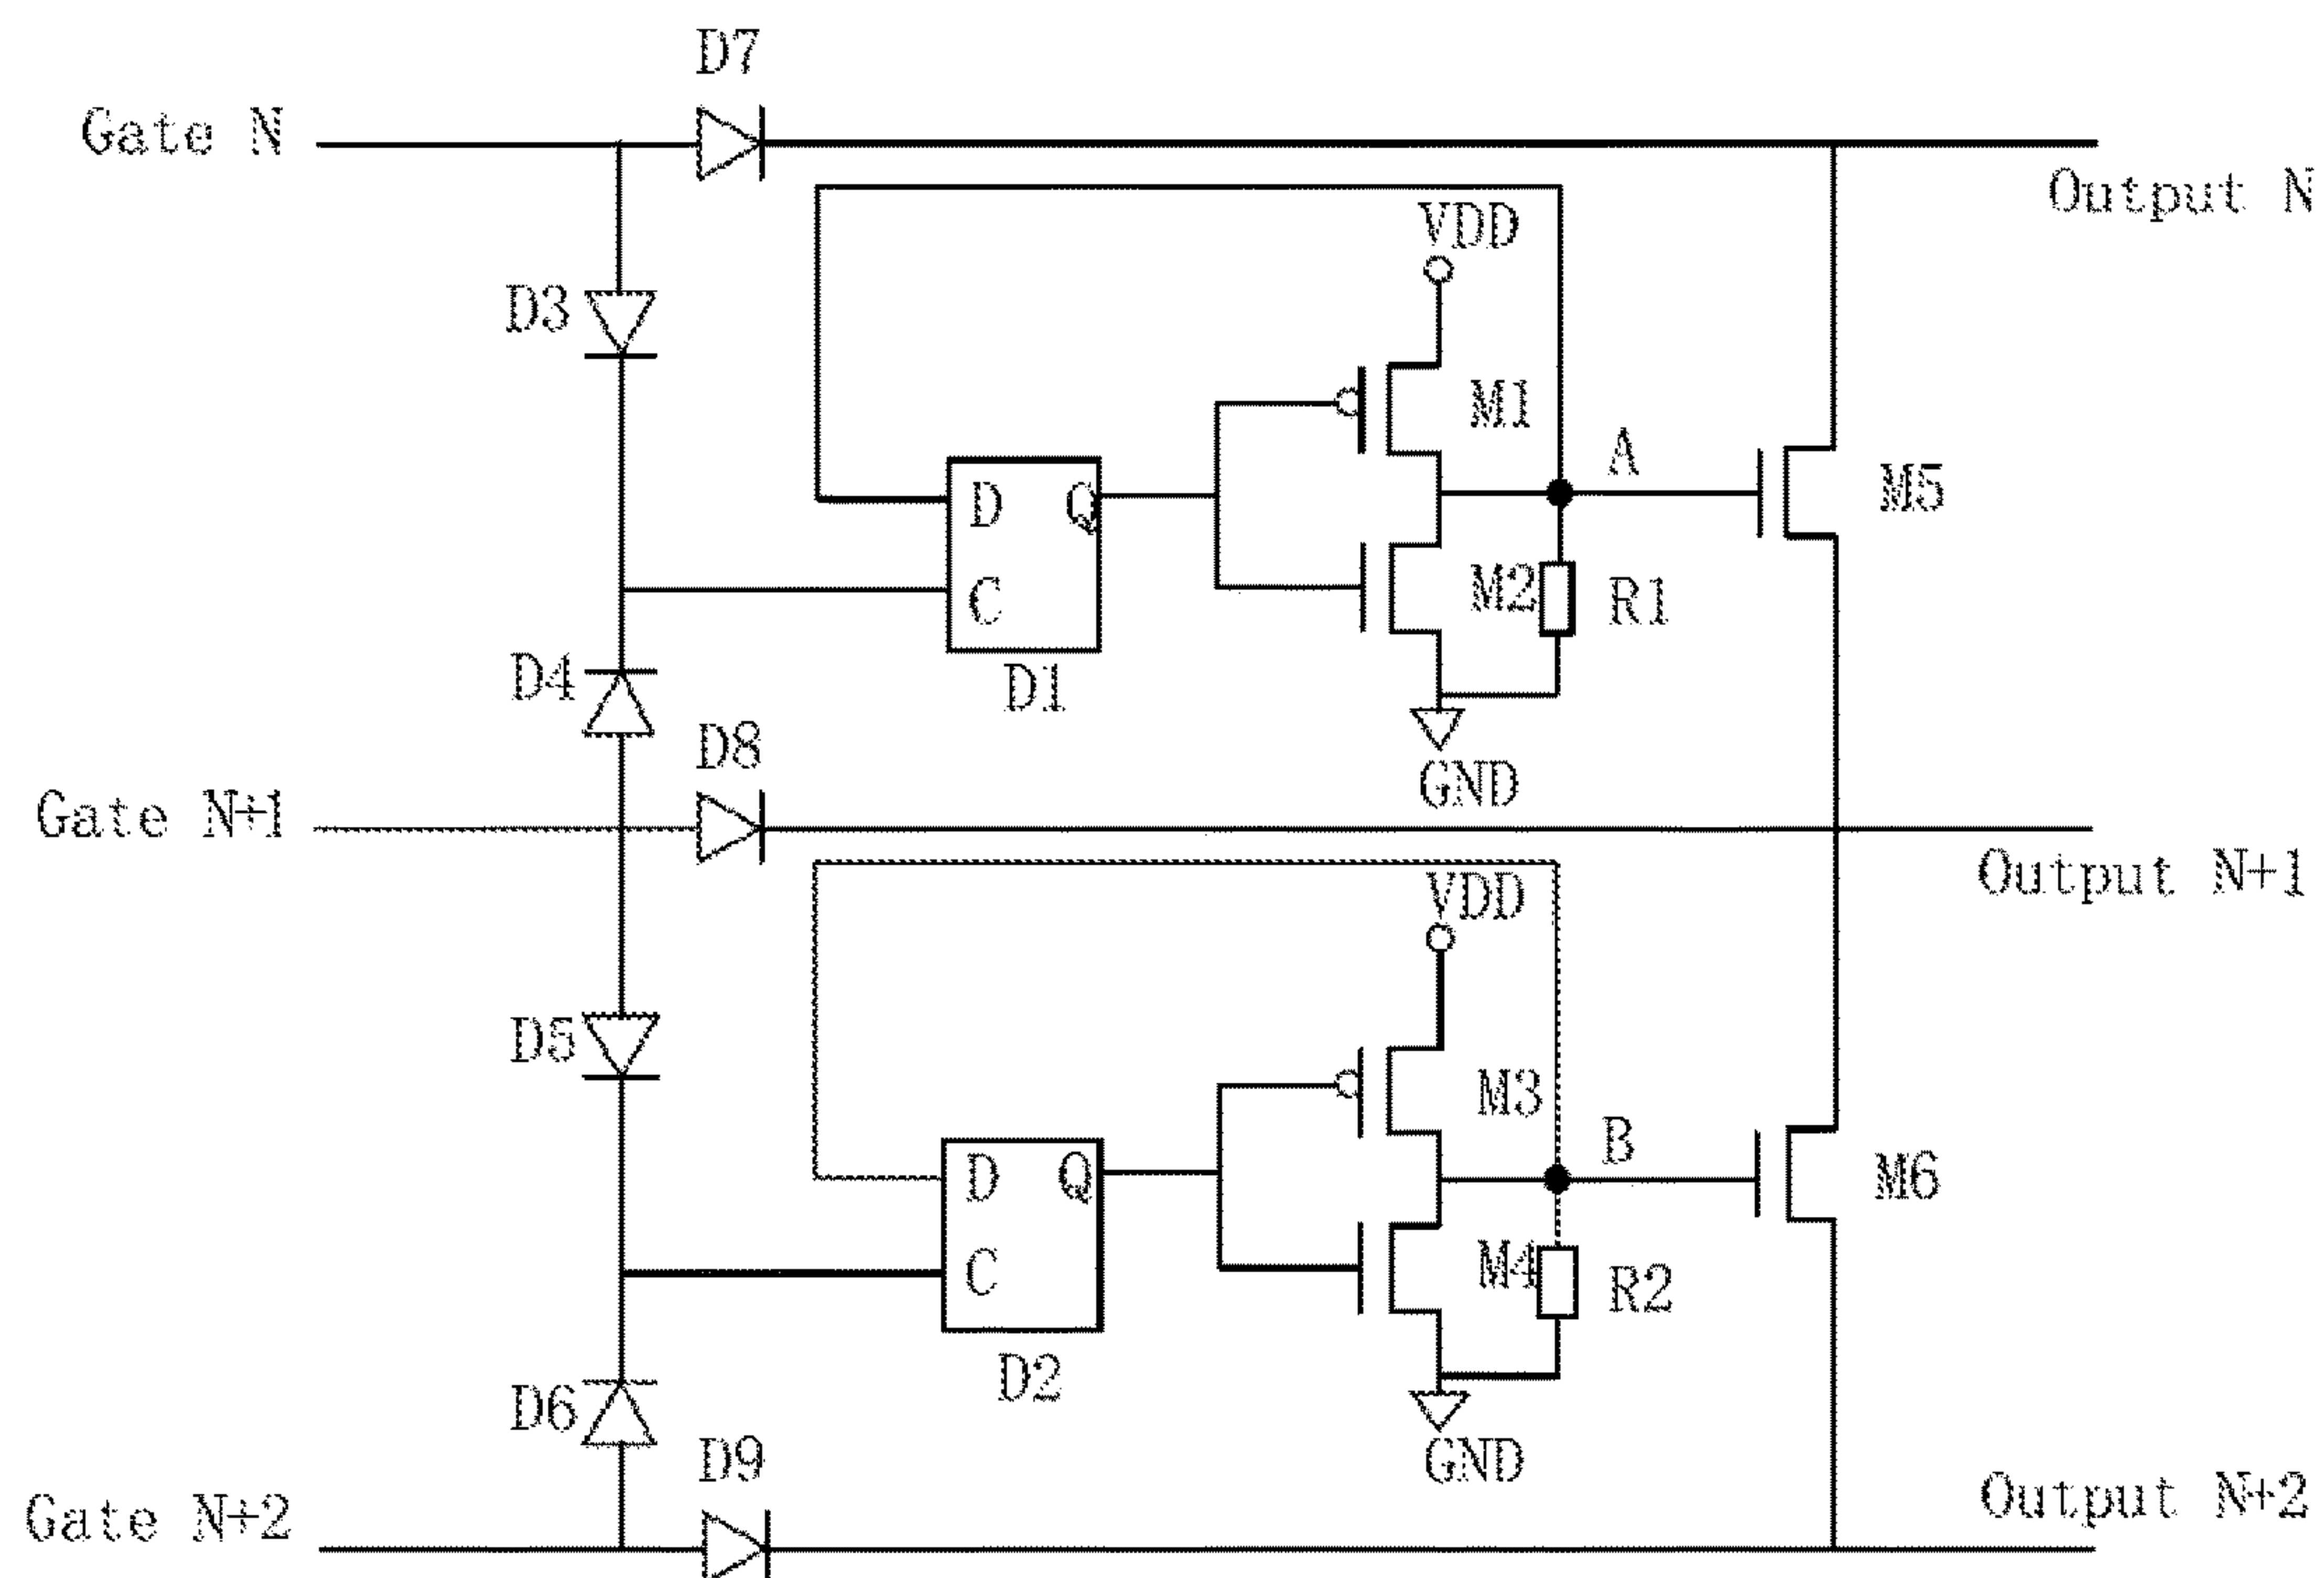 D7
Gate N
Output N
VDD
D3
M1
A
D Q
M5
C
M2
R1
D4
D1
D8
GND
Gate N+1
Output N+1
VDD
D5
M3
B
D Q
M6
C
M4
R2
D2
D6
D9
GND
Gate N+2
Output N+2